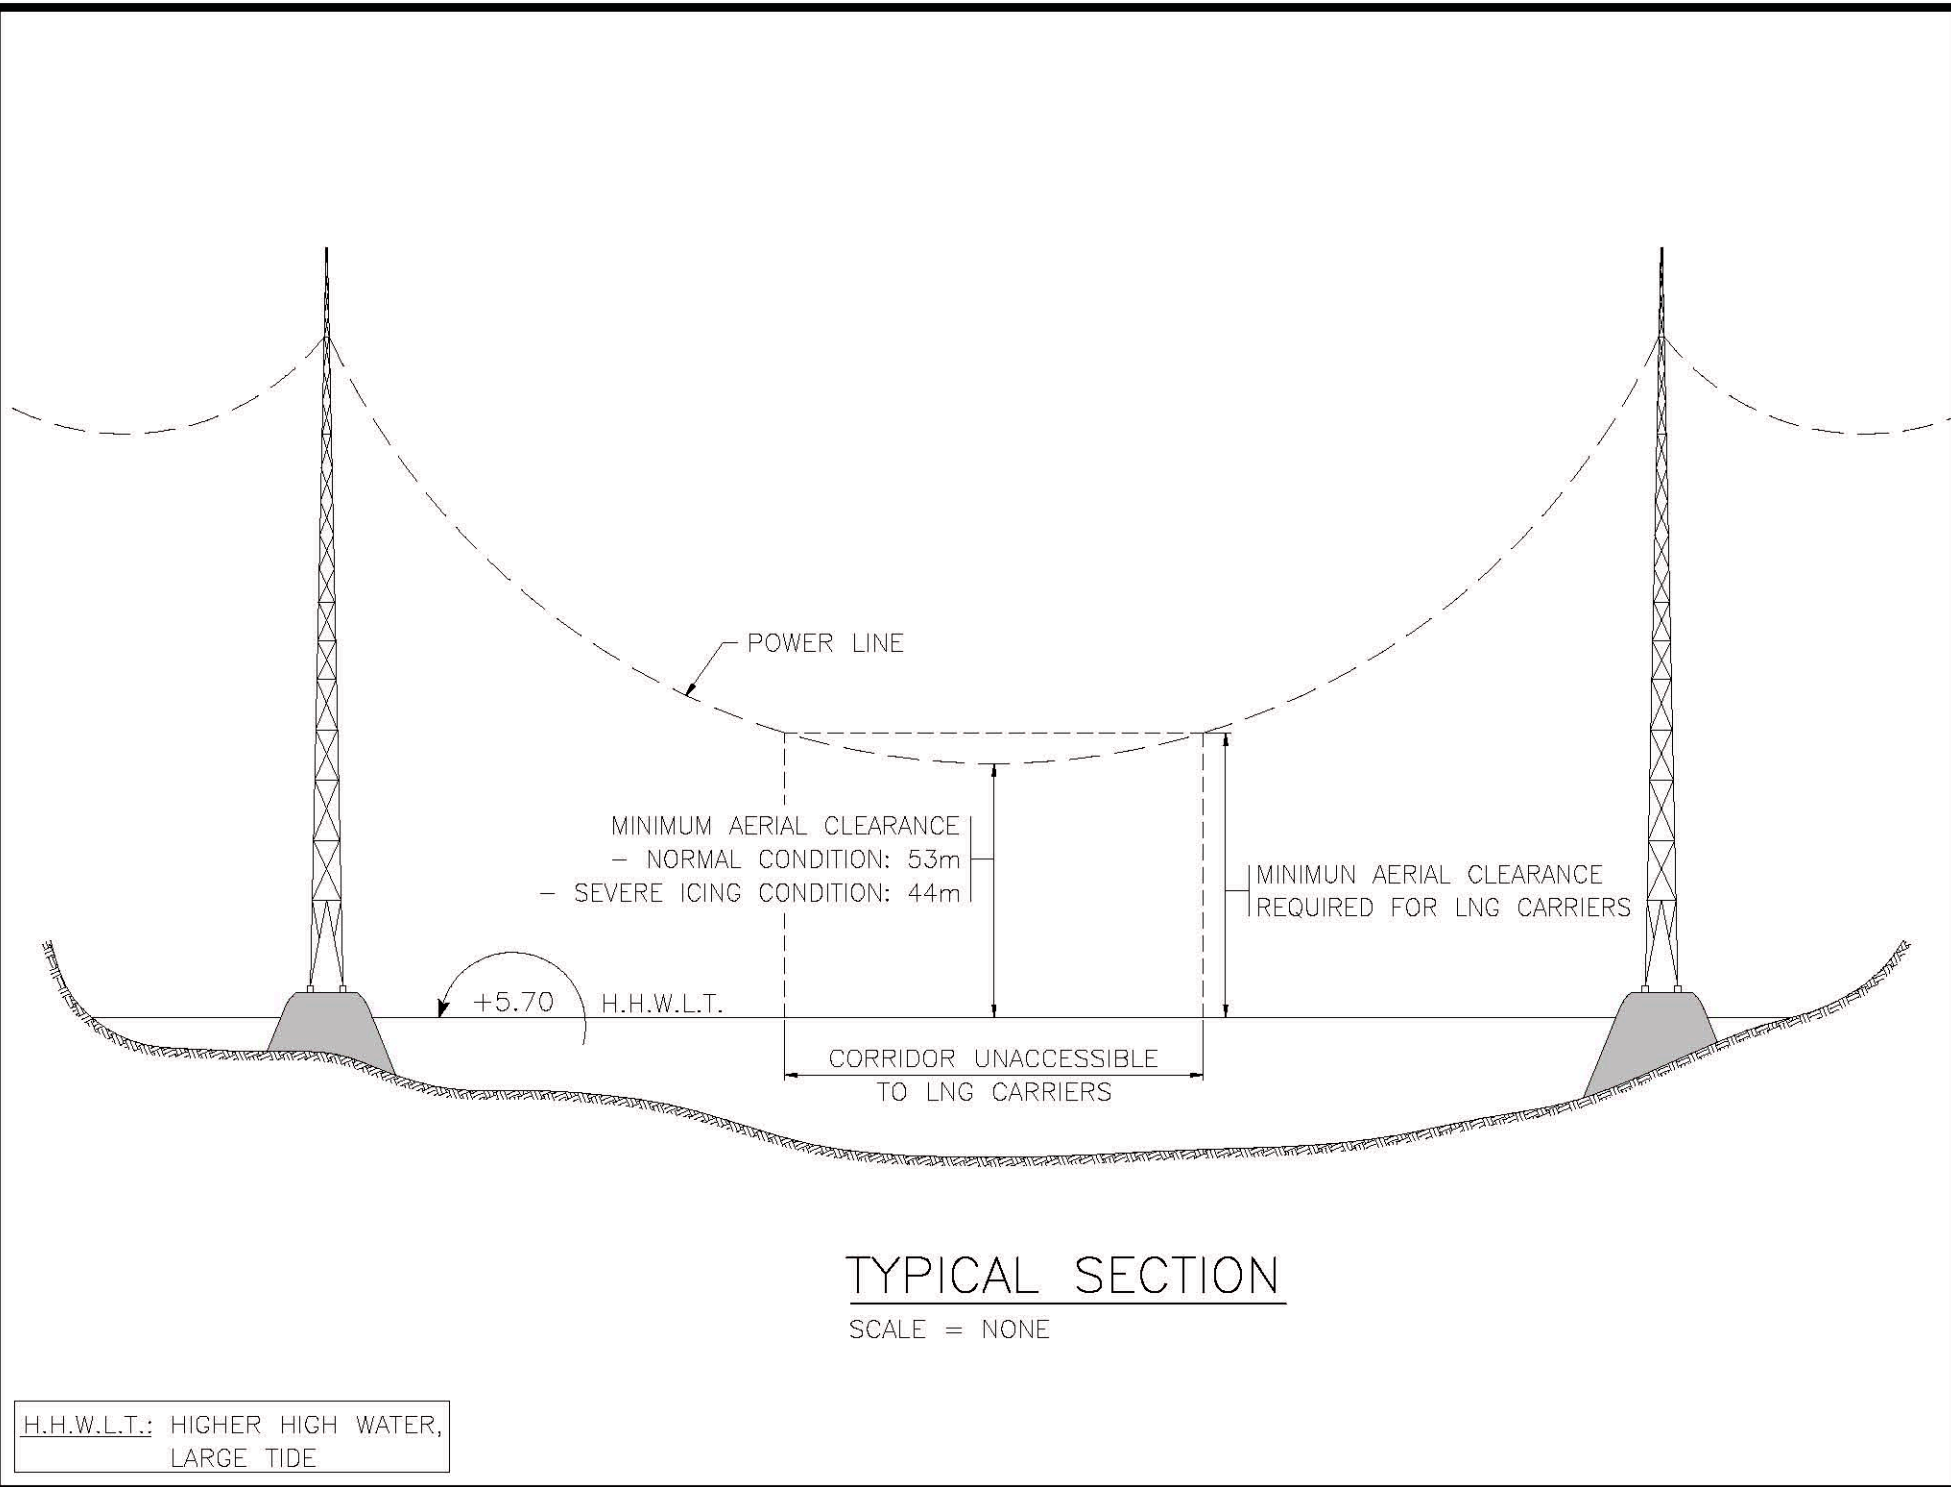 POWER LINE
MINIMUM AERIAL CLEARANCE
– NORMAL CONDITION: 53m
– SEVERE ICING CONDITION: 44m
MINIMUN AERIAL CLEARANCE
REQUIRED FOR LNG CARRIERS
+5.70
H.H.W.L.T.
CORRIDOR UNACCESSIBLE
TO LNG CARRIERS
TYPICAL SECTION
SCALE = NONE
H.H.W.L.T.: HIGHER HIGH WATER,
LARGE TIDE